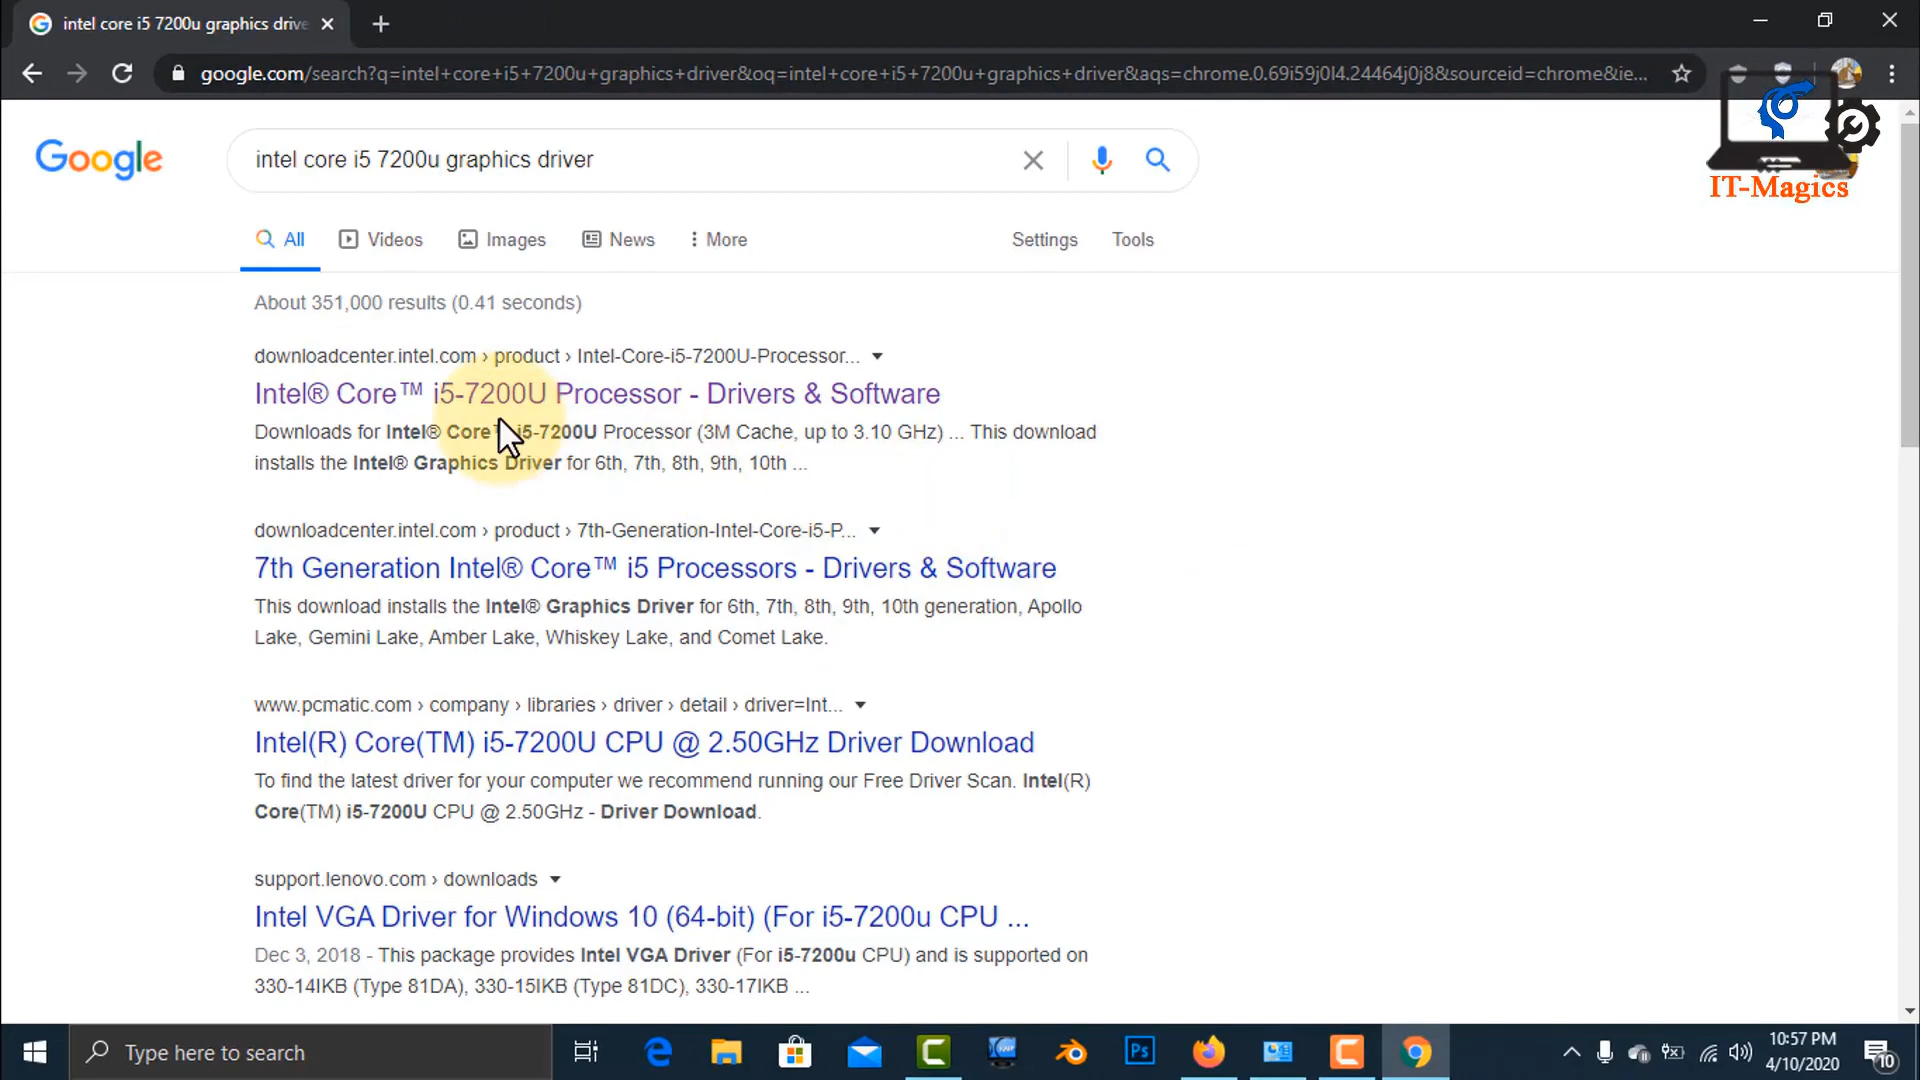 intel core i5 7200u graphics drive
google.com/search?q=intel+core+i5+7200u+graphics+driver&oq=intel+core+i5+7200u+graphics+driver&aqs=chrome.0.69i59j0l4.24464j0j8&sourceid=chrome&ie...
IT-Magics
Google
intel core i5 7200u graphics driver
All Videos Images News More Settings Tools
About 351,000 results (0.41 seconds)
downloadcenter.intel.com › product › Intel-Core-i5-7200U-Processor...
Intel® Core™ i5-7200U Processor - Drivers & Software
Downloads for Intel® Core™ i5-7200U Processor (3M Cache, up to 3.10 GHz) ... This download
installs the Intel® Graphics Driver for 6th, 7th, 8th, 9th, 10th ...
downloadcenter.intel.com › product › 7th-Generation-Intel-Core-i5-P...
7th Generation Intel® Core™ i5 Processors - Drivers & Software
This download installs the Intel® Graphics Driver for 6th, 7th, 8th, 9th, 10th generation, Apollo
Lake, Gemini Lake, Amber Lake, Whiskey Lake, and Comet Lake.
www.pcmatic.com › company › libraries › driver › detail › driver=Int...
Intel(R) Core(TM) i5-7200U CPU @ 2.50GHz Driver Download
To find the latest driver for your computer we recommend running our Free Driver Scan. Intel(R)
Core(TM) i5-7200U CPU @ 2.50GHz - Driver Download.
support.lenovo.com › downloads
Intel VGA Driver for Windows 10 (64-bit) (For i5-7200u CPU ...
Dec 3, 2018 - This package provides Intel VGA Driver (For i5-7200u CPU) and is supported on
330-14IKB (Type 81DA), 330-15IKB (Type 81DC), 330-17IKB ...
Type here to search
Ps
10:57 PM
4/10/2020
10